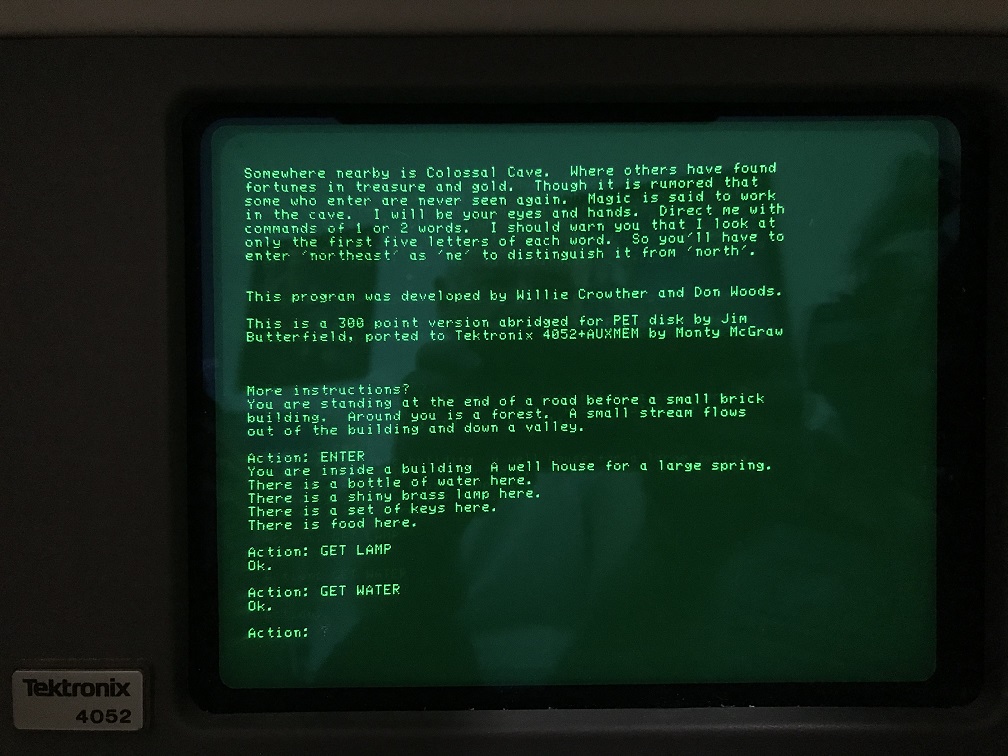 Somewhere nearby is Colossal Cave.  Where others have found
fortunes in treasure and gold.  Though it is rumored that
some who enter are never seen again.  Magic is said to work
in the cave.  I will be your eyes and hands.  Direct me with
commands of 1 or 2 words.  I should warn you that I look at
only the first five letters of each word.  So you'll have to
enter 'northeast' as 'ne' to distinguish it from 'north'.
This program was developed by Willie Crowther and Don Woods.
This is a 300 point version abridged for PET disk by Jim
Butterfield, ported to Tektronix 4052+AUXMEM by Monty McGraw
More instructions?
You are standing at the end of a road before a small brick
building.  Around you is a forest.  A small stream flows
out of the building and down a valley.
Action: ENTER
You are inside a building  A well house for a large spring.
There is a bottle of water here.
There is a shiny brass lamp here.
There is a set of keys here.
There is food here.
Action: GET LAMP
Ok.
Action: GET WATER
Ok.
Action:
Tektronix
4052